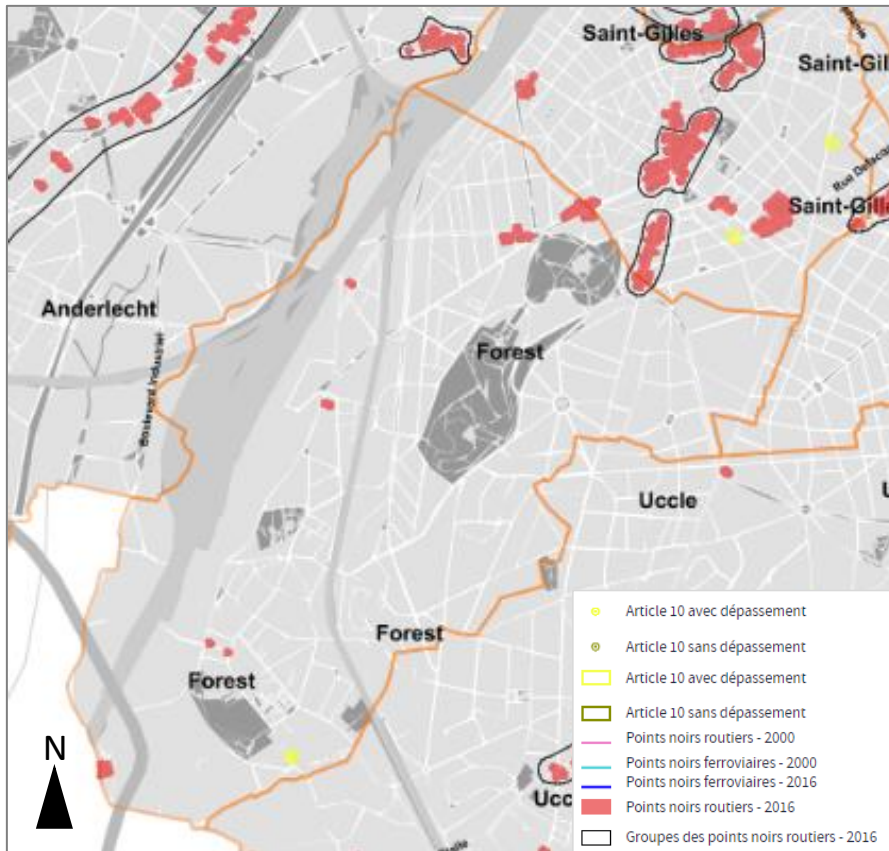 Saint-Gilles
Saint-Gil
Rue Defacq
Saint-Gille
Anderlecht
Boulevard Industriel
Forest
Uccle
U
Forest
Forest
N
Ucc
Article 10 avec dépassement
Article 10 sans dépassement
Article 10 avec dépassement
Article 10 sans dépassement
Points noirs routiers - 2000
Points noirs ferroviaires - 2000
Points noirs ferroviaires - 2016
Points noirs routiers - 2016
Groupes des points noirs routiers - 2016